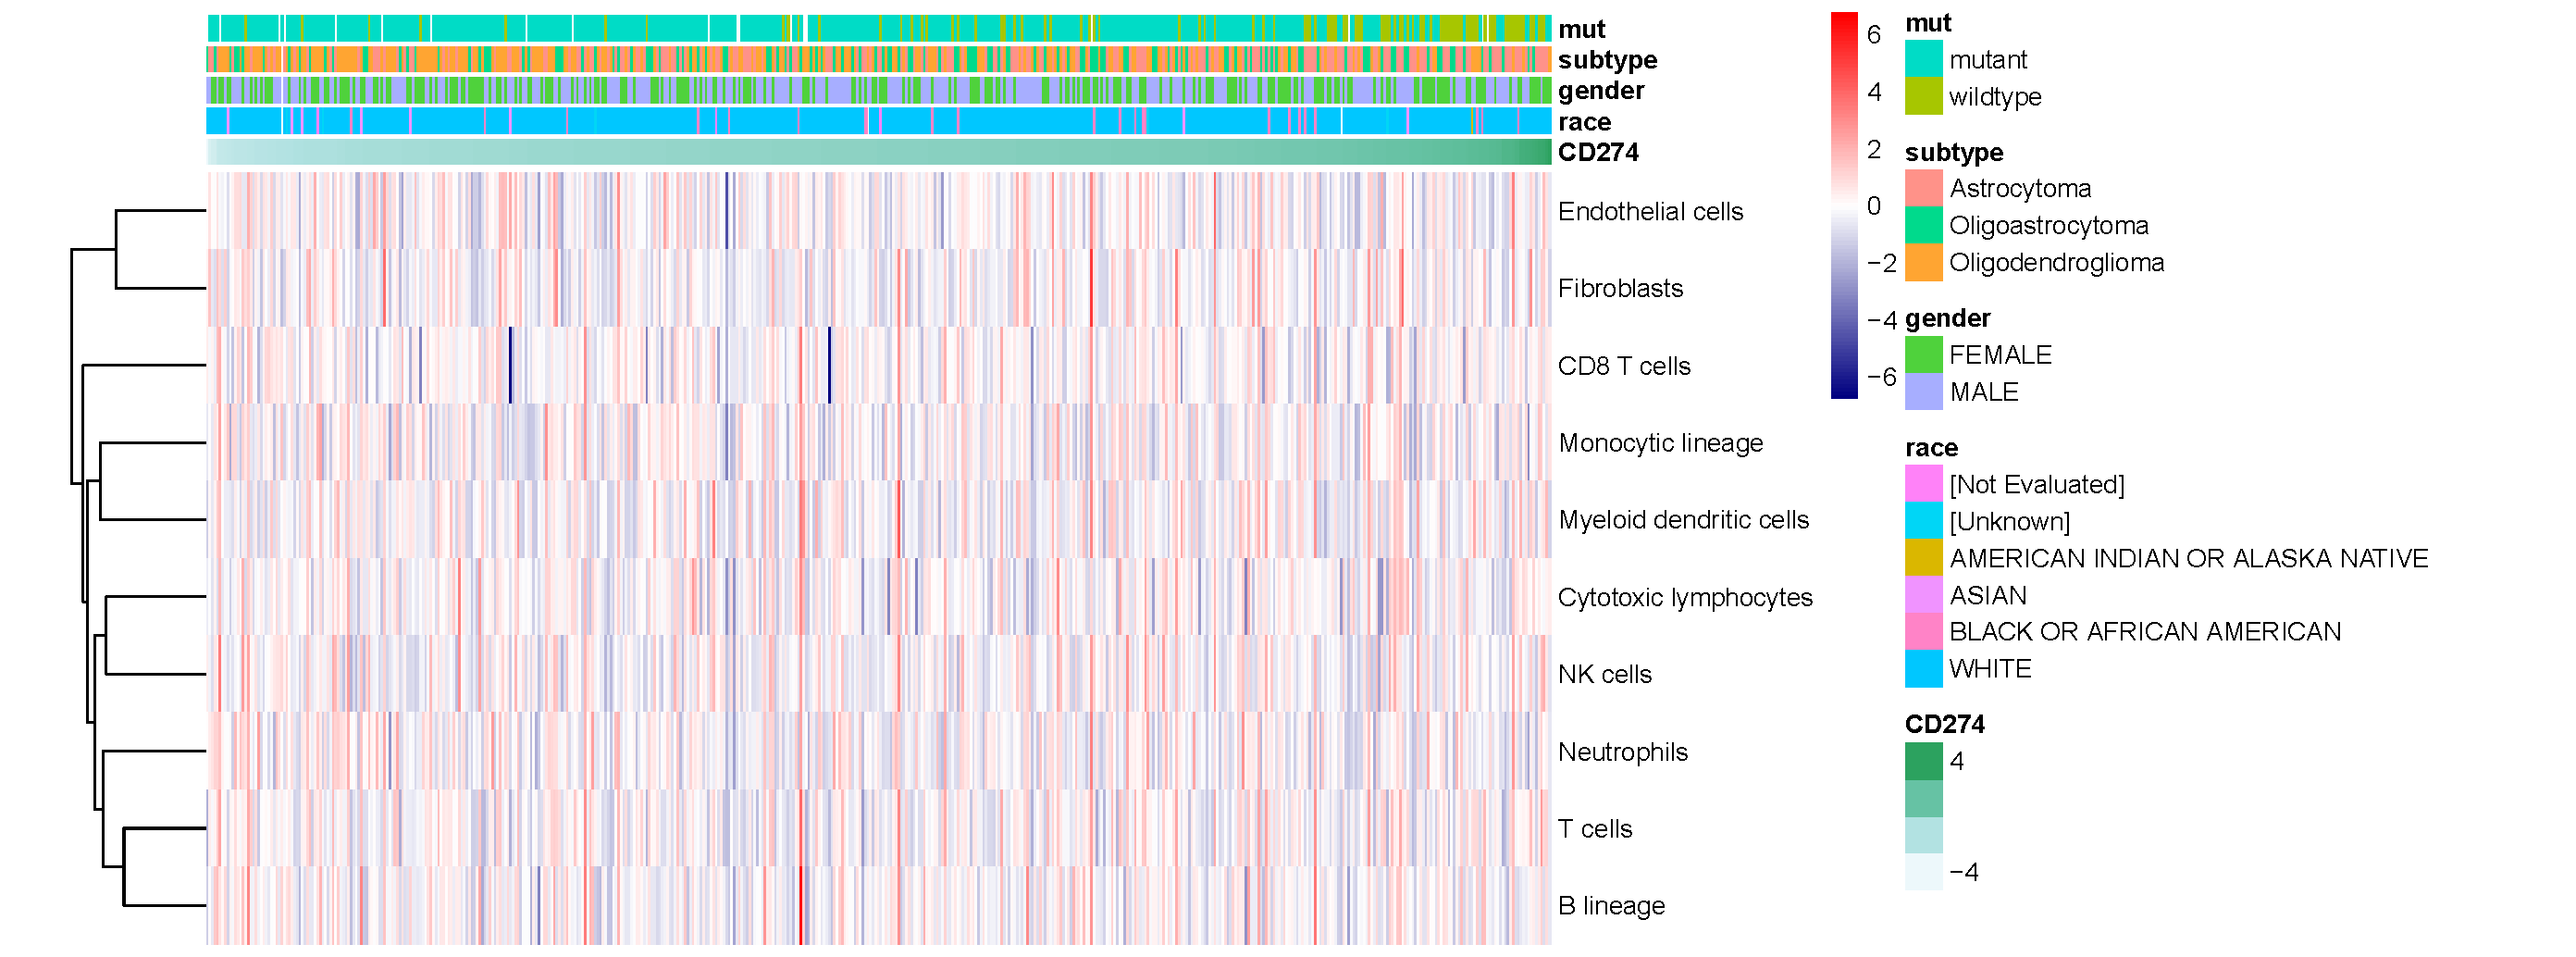 mut
subtype
gender
race
CD274
Endothelial cells
Fibroblasts
CD8 T cells
Monocytic lineage
Myeloid dendritic cells
Cytotoxic lymphocytes
NK cells
Neutrophils
T cells
B lineage
6
4
2
0
−2
−4
−6
mut
mutant
wildtype
subtype
Astrocytoma
Oligoastrocytoma
Oligodendroglioma
gender
FEMALE
MALE
race
[Not Evaluated]
[Unknown]
AMERICAN INDIAN OR ALASKA NATIVE
ASIAN
BLACK OR AFRICAN AMERICAN
WHITE
CD274
4
−4